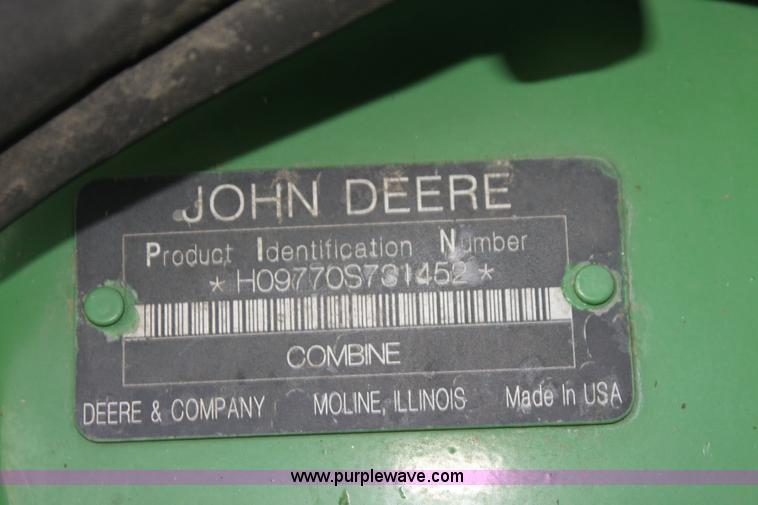 JOHN DEERE
Product Identification Number
* H09770S731452 *
COMBINE
DEERE & COMPANY MOLINE, ILLINOIS Made In USA
www.purplewave.com